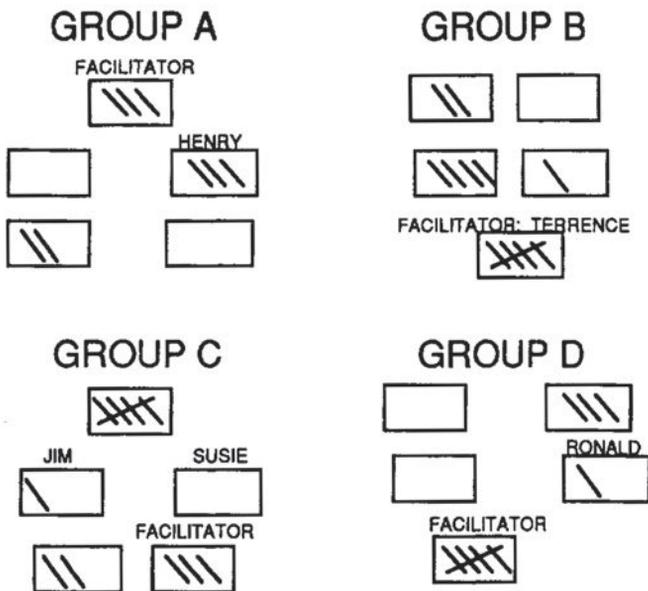 GROUP A
FACILITATOR
HENRY
GROUP B
FACILITATOR: TERRENCE
GROUP C
JIM SUSIE
FACILITATOR
GROUP D
RONALD
FACILITATOR